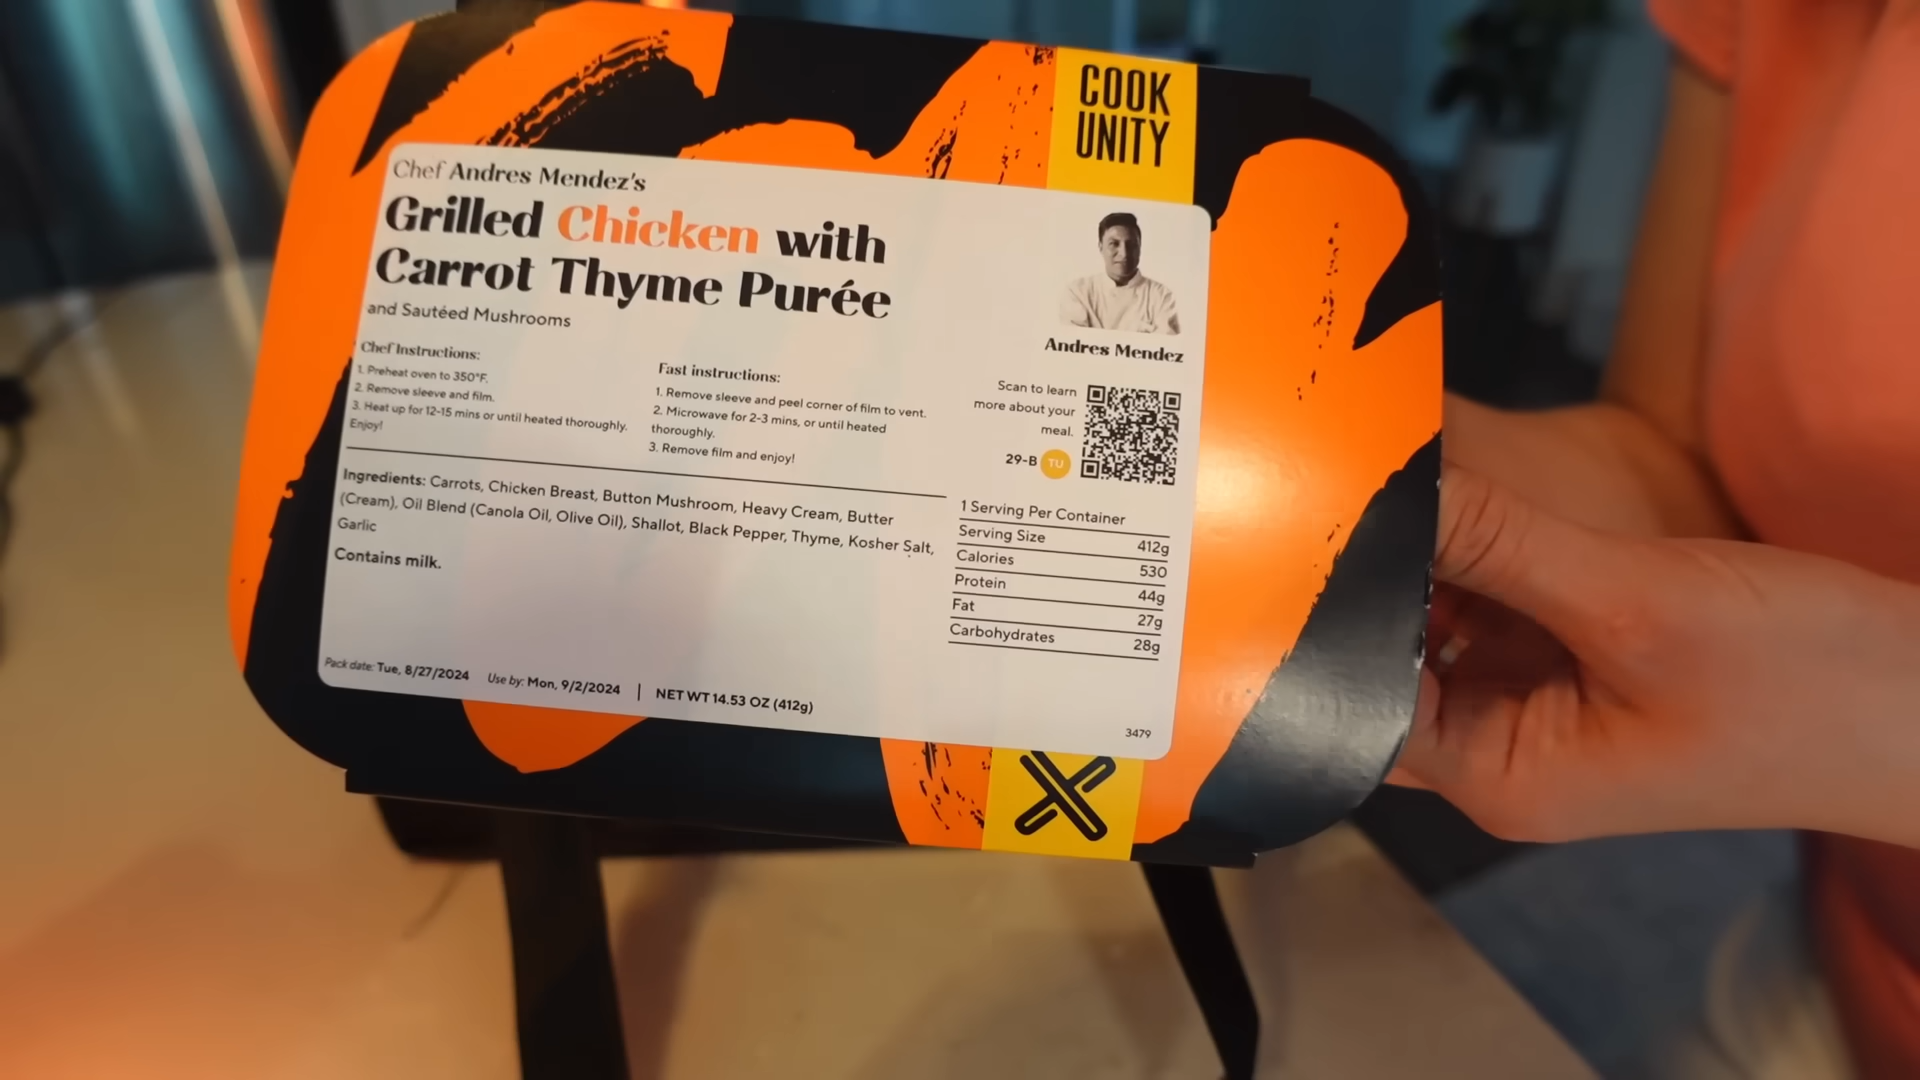 COOK
UNITY
Chef Andres Mendez's
Grilled Chicken with
Carrot Thyme Purée
and Sautéed Mushrooms
Chef Instructions:
1. Preheat oven to 350°F.
2. Remove sleeve and film.
3. Heat up for 12-15 mins or until heated thoroughly.
Enjoy!
Fast instructions:
1. Remove sleeve and peel corner of film to vent.
2. Microwave for 2-3 mins, or until heated
thoroughly.
3. Remove film and enjoy!
Andres Mendez
Scan to learn
more about your
meal.
29-B TU
Ingredients: Carrots, Chicken Breast, Button Mushroom, Heavy Cream, Butter
(Cream), Oil Blend (Canola Oil, Olive Oil), Shallot, Black Pepper, Thyme, Kosher Salt,
Garlic
Contains milk.
1 Serving Per Container
Serving Size 412g
Calories 530
Protein 44g
Fat 27g
Carbohydrates 28g
Pack date: Tue, 8/27/2024 Use by: Mon, 9/2/2024 | NET WT 14.53 OZ (412g)
3479